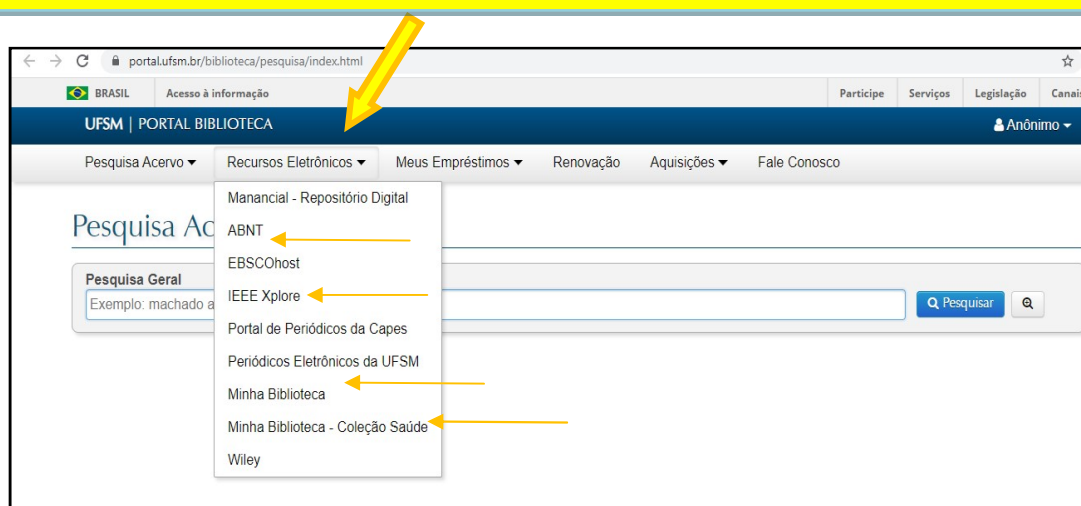 portal.ufsm.br/biblioteca/pesquisa/index.html
BRASIL Acesso à informação Participe Serviços Legislação Canais
UFSM | PORTAL BIBLIOTECA Anônimo
Pesquisa Acervo Recursos Eletrônicos Meus Empréstimos Renovação Aquisições Fale Conosco
Manancial - Repositório Digital
Pesquisa Ac
ABNT
EBSCOhost
Pesquisa Geral
IEEE Xplore
Exemplo: machado a Pesquisar
Portal de Periódicos da Capes
Periódicos Eletrônicos da UFSM
Minha Biblioteca
Minha Biblioteca - Coleção Saúde
Wiley